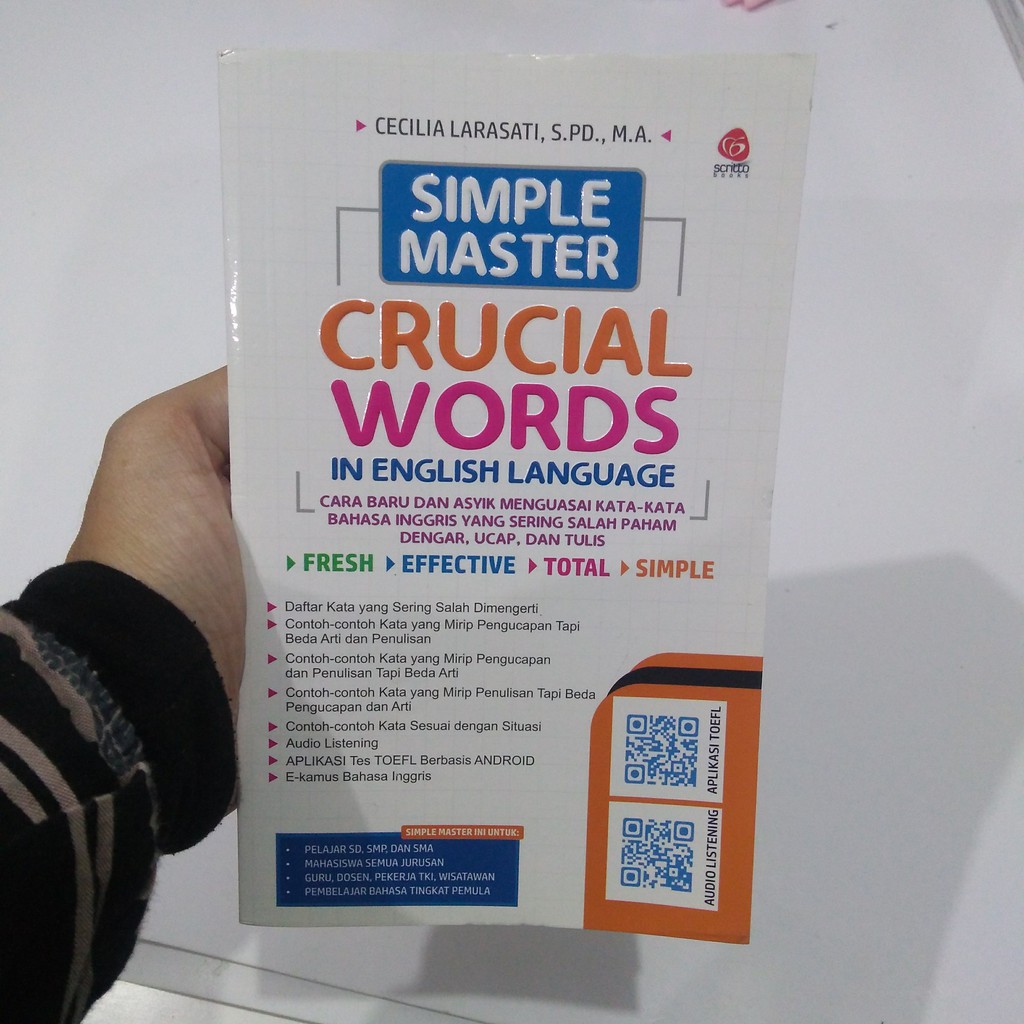 CECILIA LARASATI, S.PD., M.A.
scritto
books
SIMPLE
MASTER
CRUCIAL
WORDS
IN ENGLISH LANGUAGE
CARA BARU DAN ASYIK MENGUASAI KATA-KATA
BAHASA INGGRIS YANG SERING SALAH PAHAM
DENGAR, UCAP, DAN TULIS
FRESH EFFECTIVE TOTAL SIMPLE
Daftar Kata yang Sering Salah Dimengerti
Contoh-contoh Kata yang Mirip Pengucapan Tapi
Beda Arti dan Penulisan
Contoh-contoh Kata yang Mirip Pengucapan
dan Penulisan Tapi Beda Arti
Contoh-contoh Kata yang Mirip Penulisan Tapi Beda
Pengucapan dan Arti
Contoh-contoh Kata Sesuai dengan Situasi
Audio Listening
APLIKASI Tes TOEFL Berbasis ANDROID
E-kamus Bahasa Inggris
APLIKASI TOEFL
AUDIO LISTENING
SIMPLE MASTER INI UNTUK:
• PELAJAR SD, SMP, DAN SMA
• MAHASISWA SEMUA JURUSAN
• GURU, DOSEN, PEKERJA TKI, WISATAWAN
• PEMBELAJAR BAHASA TINGKAT PEMULA